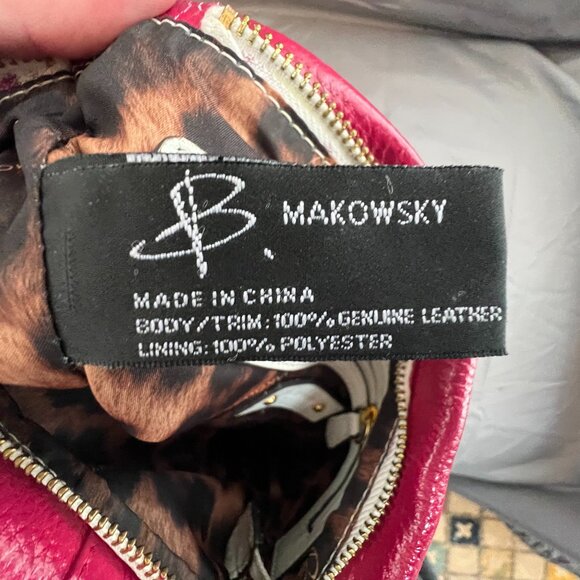 B. MAKOWSKY
MADE IN CHINA
BODY/TRIM:100% GENUINE LEATHER
LINING:100% POLYESTER